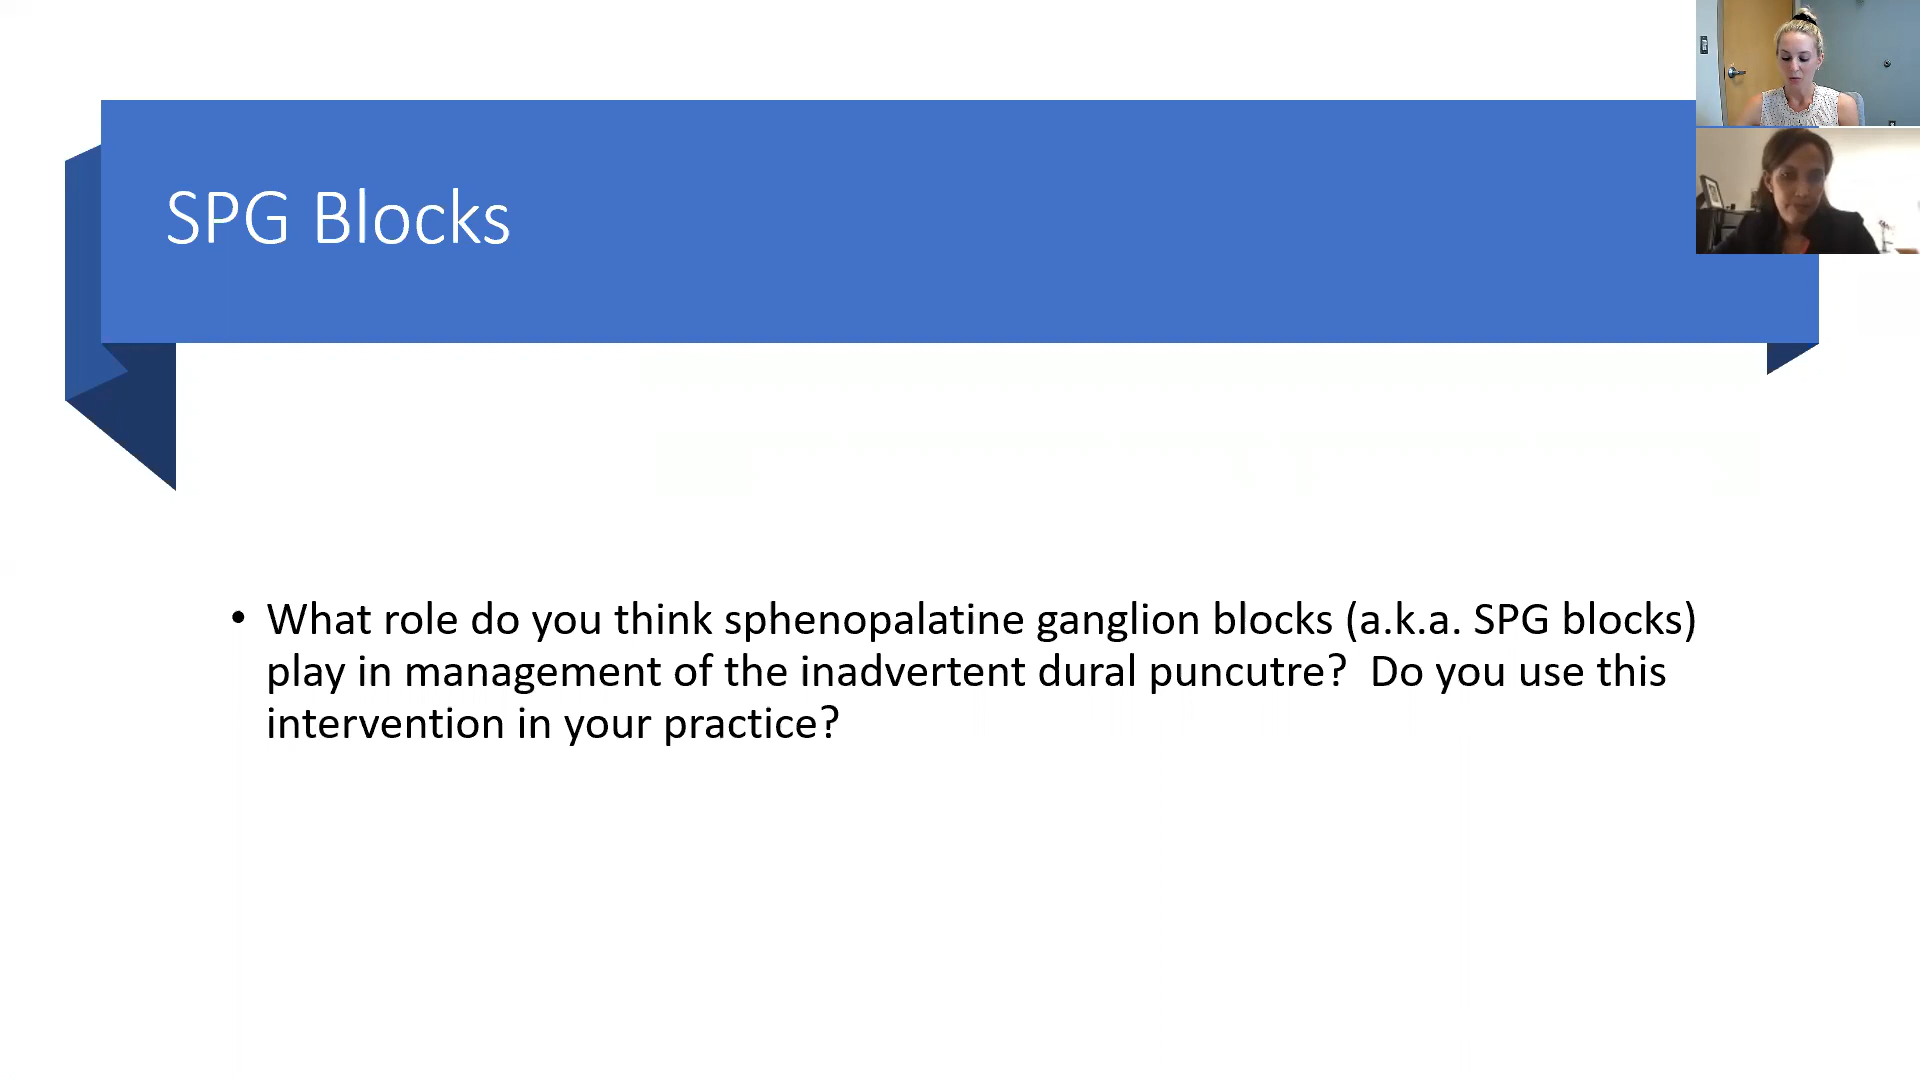 SPG Blocks
• What role do you think sphenopalatine ganglion blocks (a.k.a. SPG blocks)
play in management of the inadvertent dural puncutre?  Do you use this
intervention in your practice?